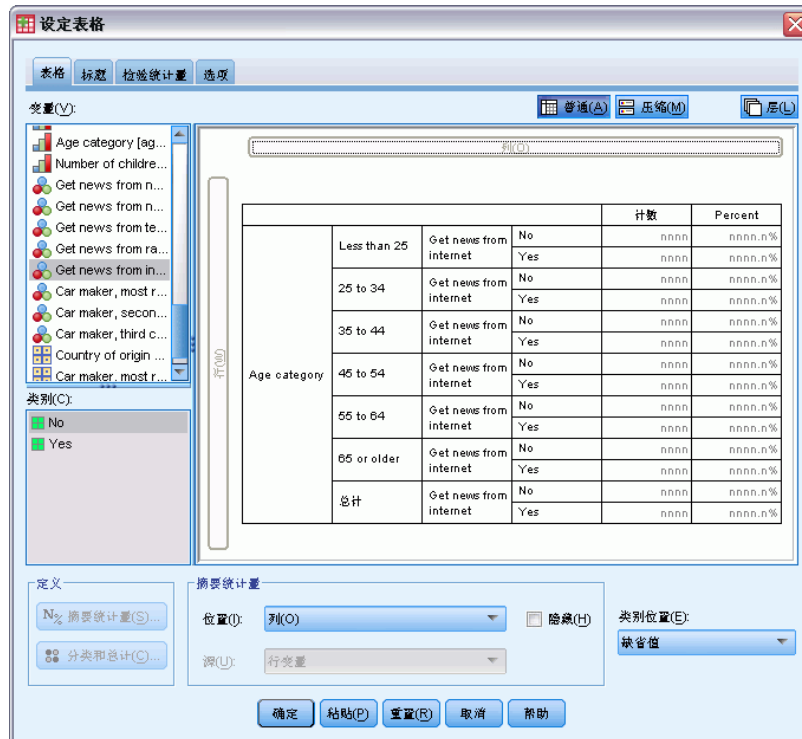 设定表格
表格 标题 检验统计量 选项
变量(V):
普通(A) 压缩(M) 层(L)
Age category [ag...
Number of childre...
Get news from n...
Get news from n...
Get news from te...
Get news from ra...
Get news from in...
Car maker, most r...
Car maker, secon...
Car maker, third c...
Country of origin ...
Car maker, most r...
类别(C):
No
Yes
列(O)
行(W)
计数 Percent
Age category
Less than 25 Get news from internet No nnnn nnnn.n%
Yes nnnn nnnn.n%
25 to 34 Get news from internet No nnnn nnnn.n%
Yes nnnn nnnn.n%
35 to 44 Get news from internet No nnnn nnnn.n%
Yes nnnn nnnn.n%
45 to 54 Get news from internet No nnnn nnnn.n%
Yes nnnn nnnn.n%
55 to 64 Get news from internet No nnnn nnnn.n%
Yes nnnn nnnn.n%
65 or older Get news from internet No nnnn nnnn.n%
Yes nnnn nnnn.n%
总计 Get news from internet No nnnn nnnn.n%
Yes nnnn nnnn.n%
定义
N% 摘要统计量(S)...
分类和总计(C)...
摘要统计量
位置(I): 列(O) 隐藏(H)
源(U): 行变量
类别位置(E):
缺省值
确定 粘贴(P) 重置(R) 取消 帮助